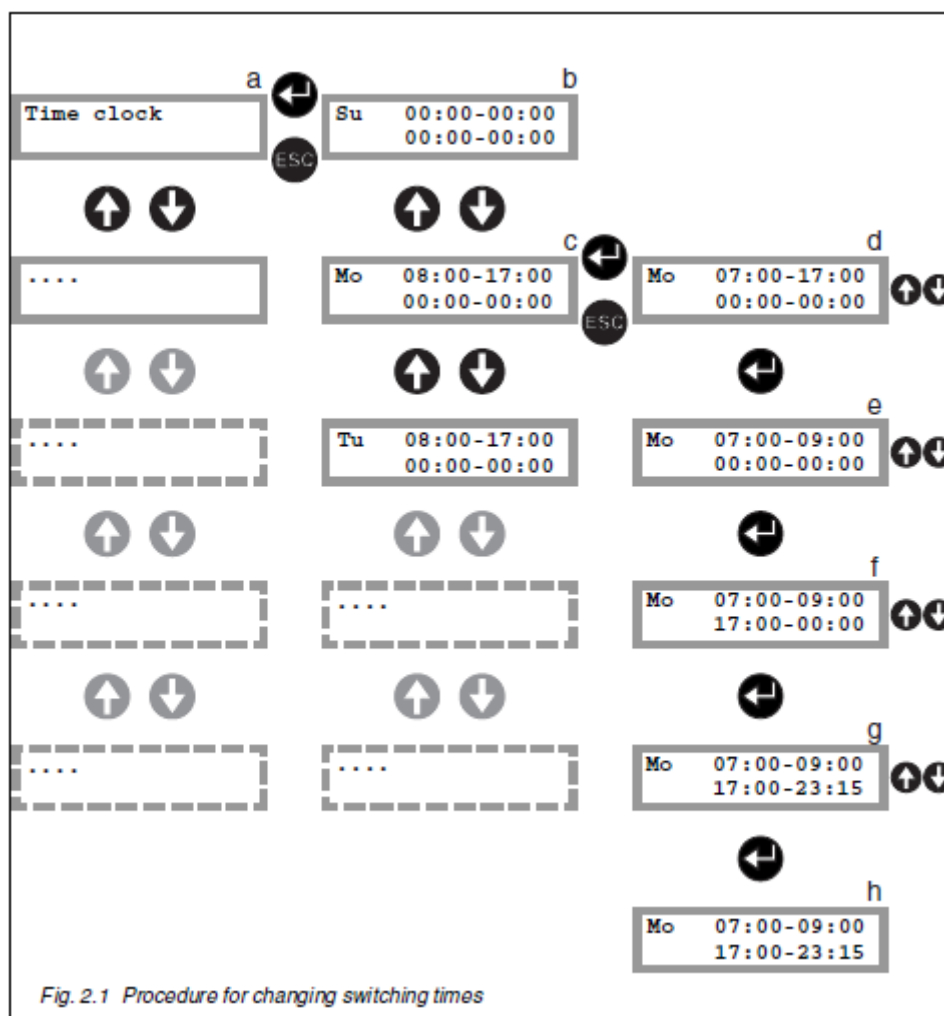 a
b
Time clock
Su 00:00-00:00
00:00-00:00
ESC
c
d
....
Mo 08:00-17:00
00:00-00:00
Mo 07:00-17:00
00:00-00:00
ESC
e
....
Tu 08:00-17:00
00:00-00:00
Mo 07:00-09:00
00:00-00:00
f
....
....
Mo 07:00-09:00
17:00-00:00
g
....
....
Mo 07:00-09:00
17:00-23:15
h
Mo 07:00-09:00
17:00-23:15
Fig. 2.1 Procedure for changing switching times